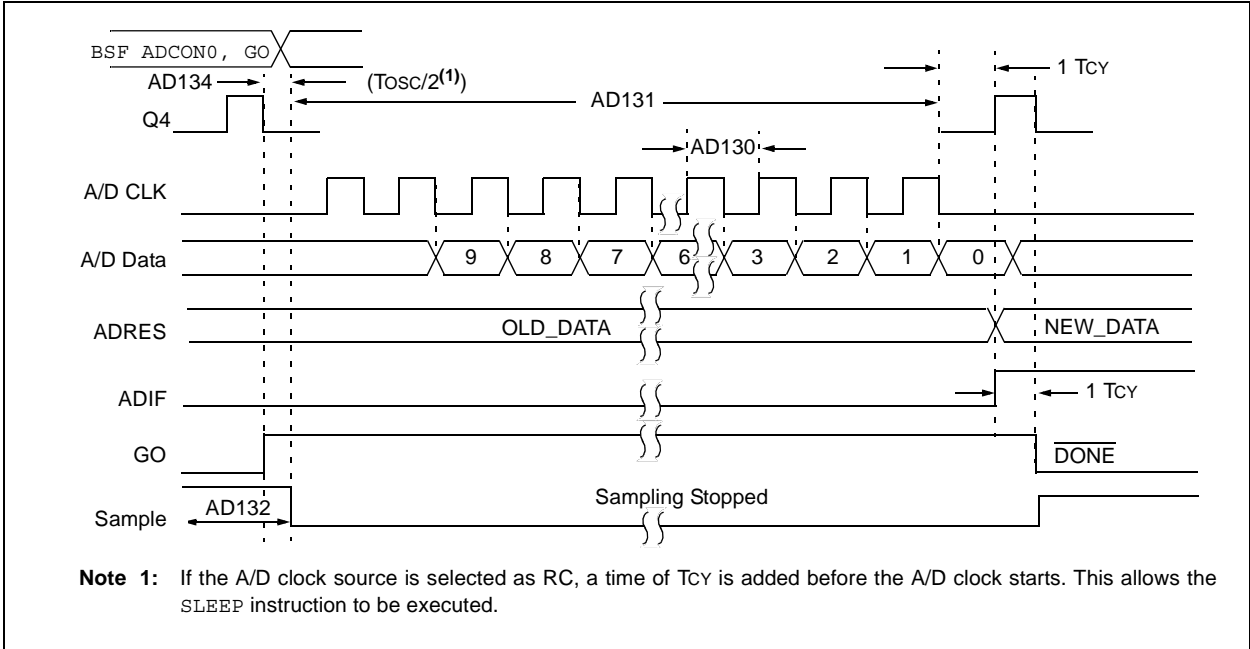 BSF ADCON0, GO
AD134 (TOSC/2(1)) 1 TCY
AD131
Q4
AD130
A/D CLK
A/D Data 9 8 7 6 3 2 1 0
ADRES OLD_DATA NEW_DATA
ADIF 1 TCY
GO DONE
Sample AD132 Sampling Stopped
Note 1: If the A/D clock source is selected as RC, a time of TCY is added before the A/D clock starts. This allows the
SLEEP instruction to be executed.